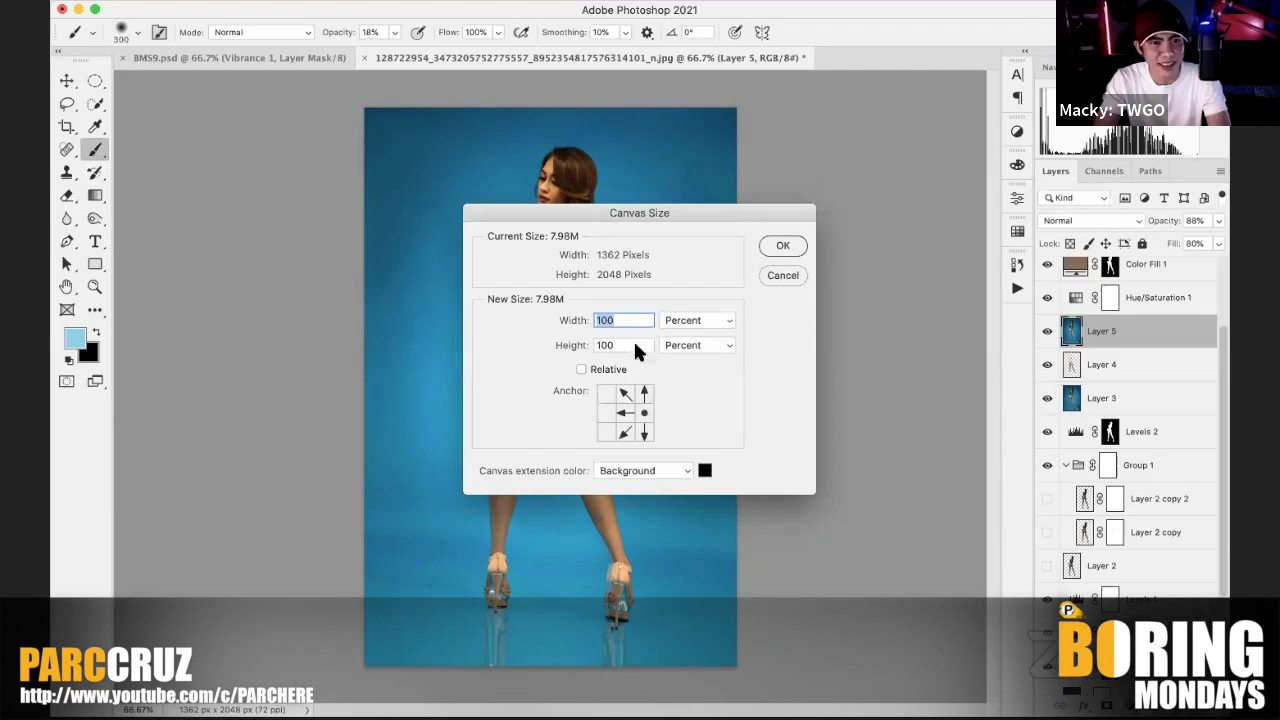 Adobe Photoshop 2021
300 Mode: Normal Opacity: 18% Flow: 100% Smoothing: 10% 0°
BMS9.psd @ 66.7% (Vibrance 1, Layer Mask/8)
128722954_3473205752775557_8952354817576314101_n.jpg @ 66.7% (Layer 5, RGB/8#) *
Macky: TWGO
Layers Channels Paths
Kind
Normal Opacity: 88%
Lock: Fill: 80%
Color Fill 1
Hue/Saturation 1
Layer 5
Layer 4
Layer 3
Levels 2
Group 1
Layer 2 copy 2
Layer 2 copy
Layer 2
Levels 1
Canvas Size
Current Size: 7.98M
Width: 1362 Pixels
Height: 2048 Pixels
OK
Cancel
New Size: 7.98M
Width: 100 Percent
Height: 100 Percent
Relative
Anchor:
Canvas extension color: Background
PARCCRUZ
http://www.youtube.com/c/PARCHERE
66.67% 1362 px x 2048 px (72 ppi)
BORING
MONDAYS